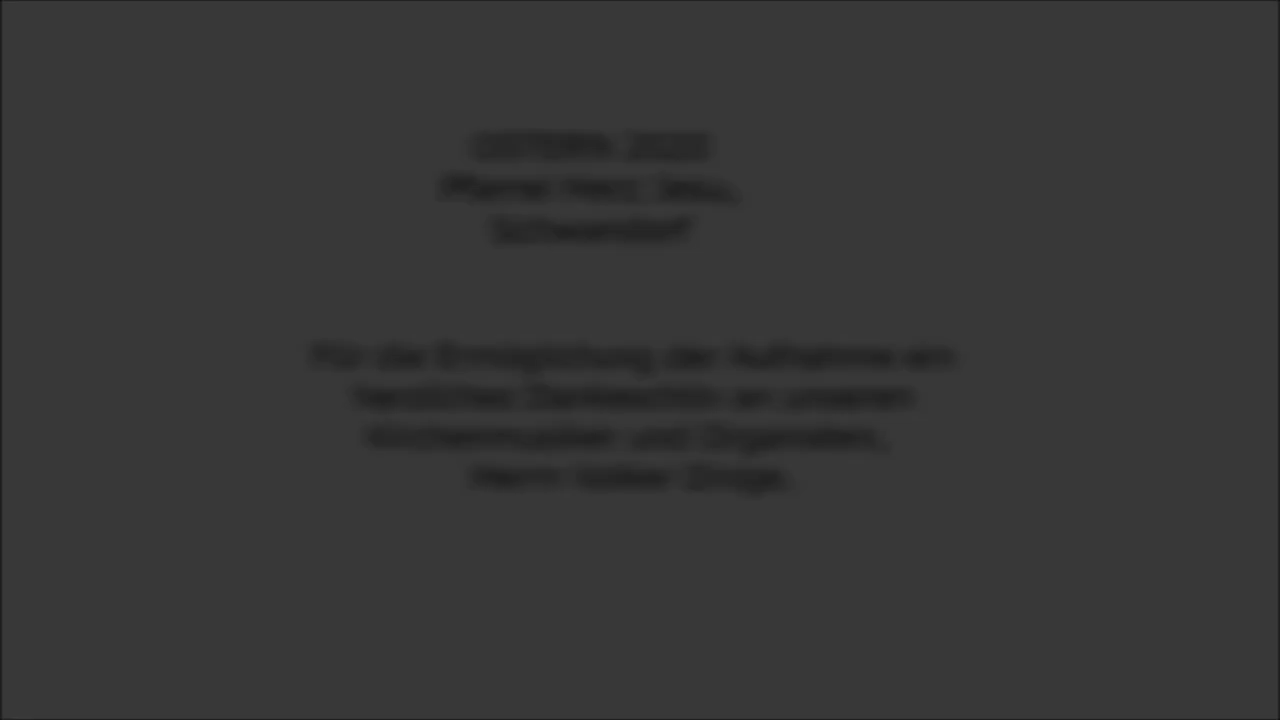 OSTERN 2020
Pfarrei Herz Jesu,
Schwandorf
Für die Ermöglichung der Aufnahme ein
herzliches Dankeschön an unseren
Kirchenmusiker und Organisten,
Herrn Volker